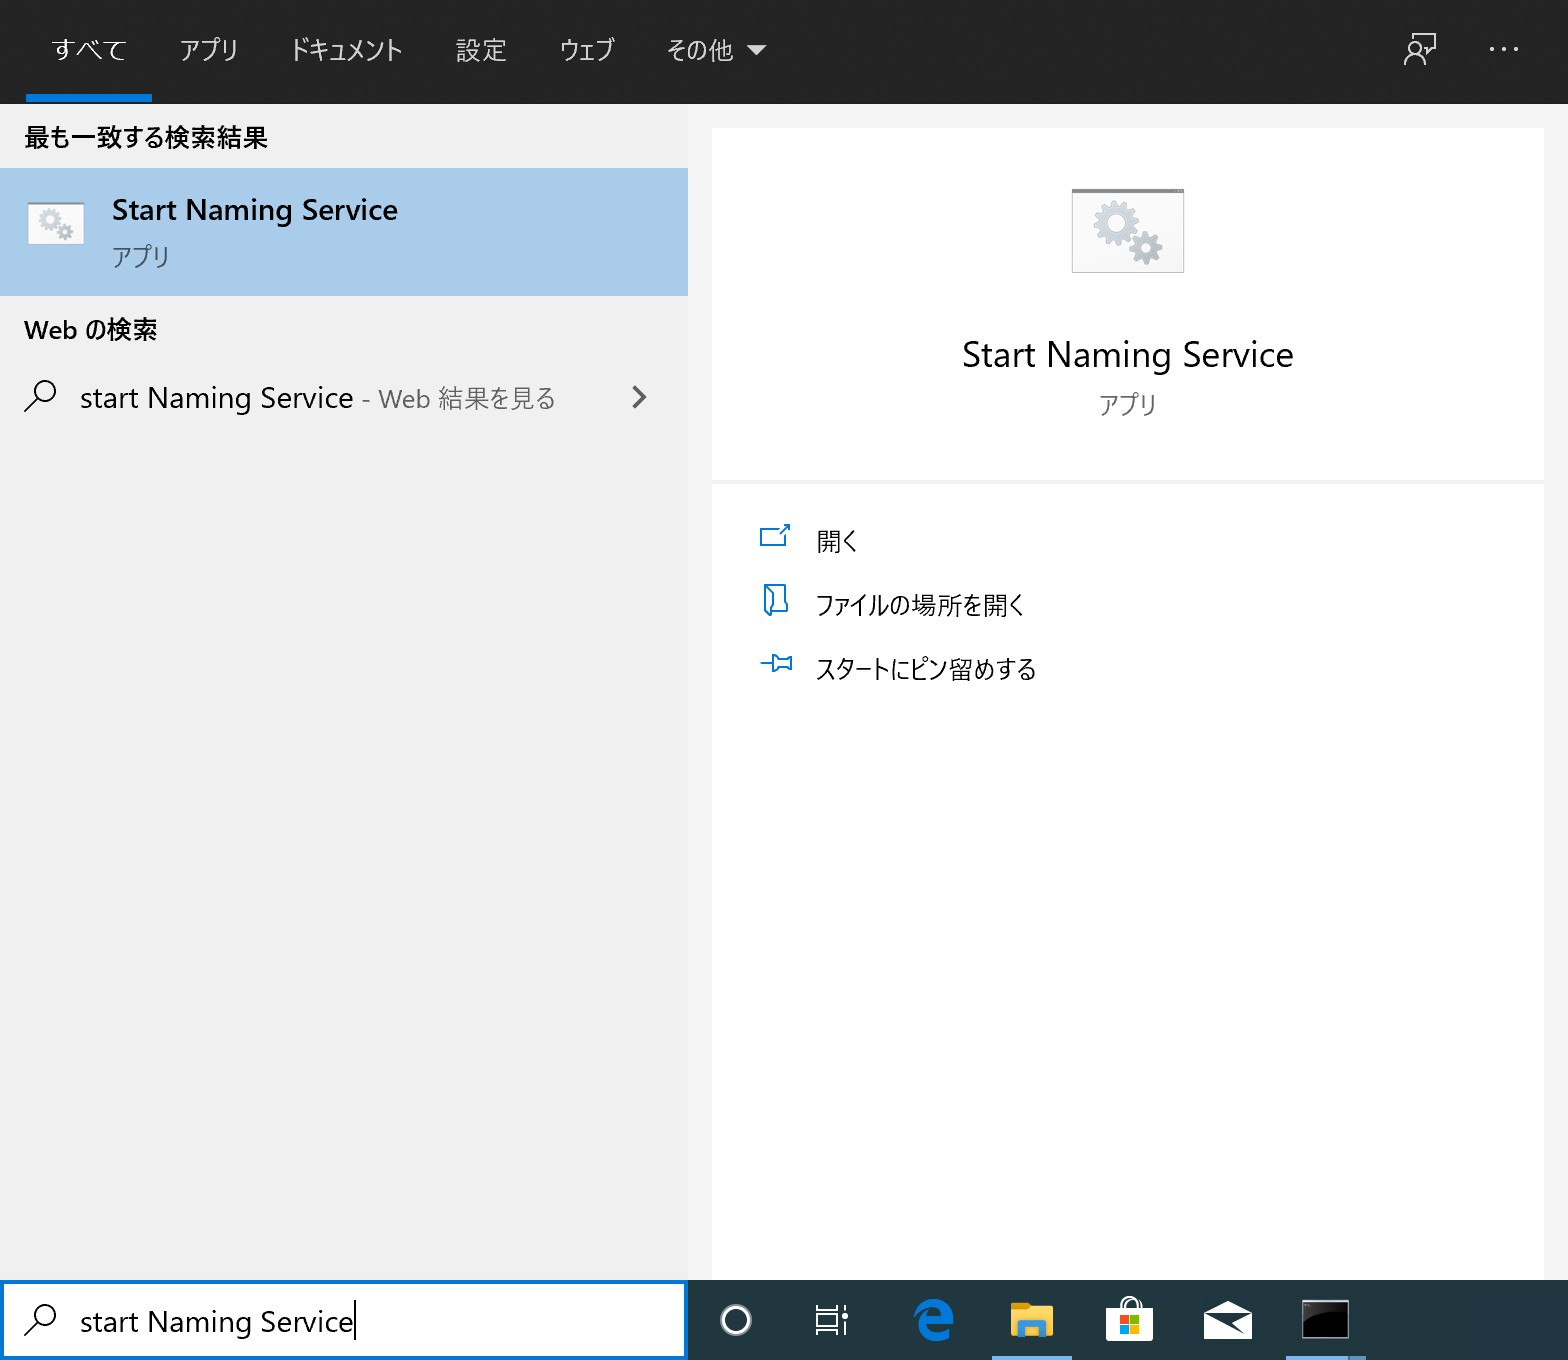 すべて アプリ ドキュメント 設定 ウェブ その他
最も一致する検索結果
Start Naming Service
アプリ
Web の検索
start Naming Service - Web 結果を見る
Start Naming Service
アプリ
開く
ファイルの場所を開く
スタートにピン留めする
start Naming Service